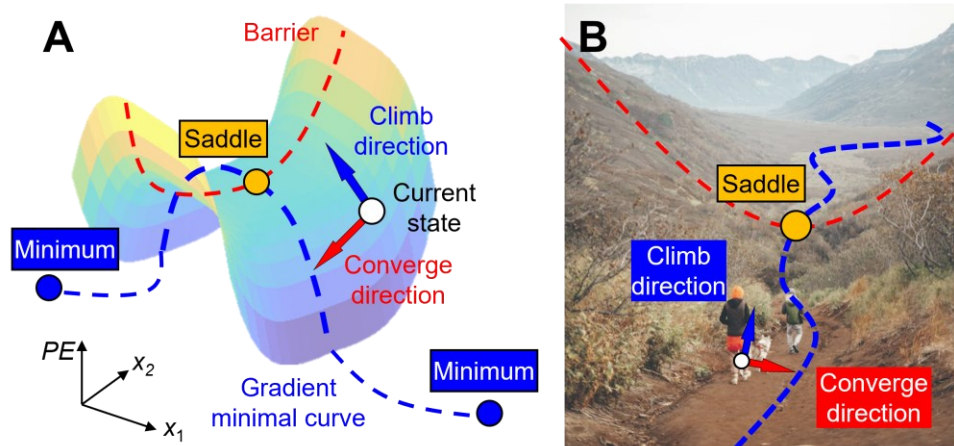 A
Barrier
Saddle
Climb
direction
Current
state
Minimum
Converge
direction
PE
x2
x1
Gradient
minimal curve
Minimum
B
Saddle
Climb
direction
Converge
direction